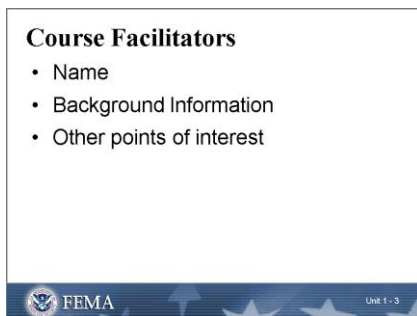 Course Facilitators
• Name
• Background Information
• Other points of interest
FEMA
Unit 1 - 3